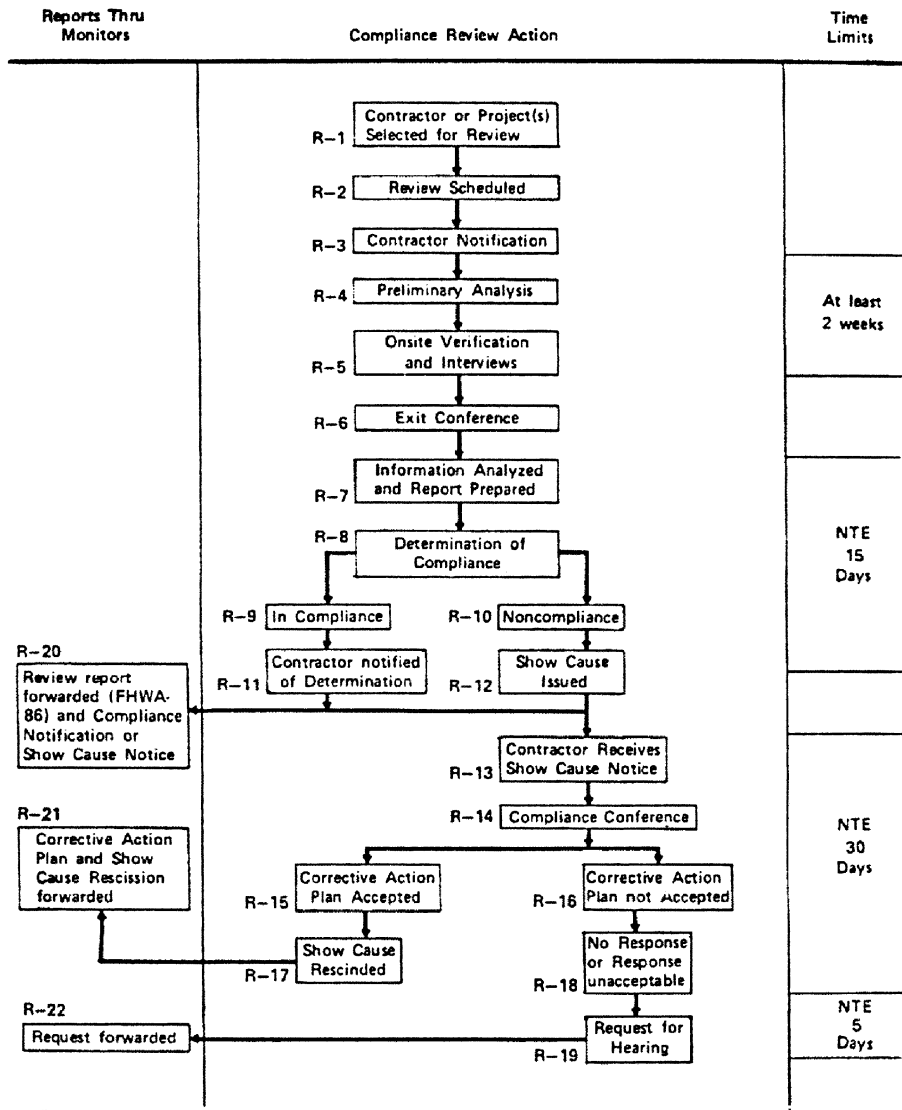 Reports Thru
Monitors
Compliance Review Action
Time
Limits
R-1
Contractor or Project(s)
Selected for Review
R-2
Review Scheduled
R-3
Contractor Notification
R-4
Preliminary Analysis
At least
2 weeks
R-5
Onsite Verification
and Interviews
R-6
Exit Conference
R-7
Information Analyzed
and Report Prepared
R-8
Determination of
Compliance
NTE
15
Days
R-9
In Compliance
R-10
Noncompliance
R-11
Contractor notified
of Determination
R-12
Show Cause
Issued
R-20
Review report
forwarded (FHWA-
86) and Compliance
Notification or
Show Cause Notice
R-13
Contractor Receives
Show Cause Notice
R-14
Compliance Conference
R-21
Corrective Action
Plan and Show
Cause Rescission
forwarded
NTE
30
Days
R-15
Corrective Action
Plan Accepted
R-16
Corrective Action
Plan not Accepted
R-17
Show Cause
Rescinded
R-18
No Response
or Response
unacceptable
R-22
Request forwarded
R-19
Request for
Hearing
NTE
5
Days